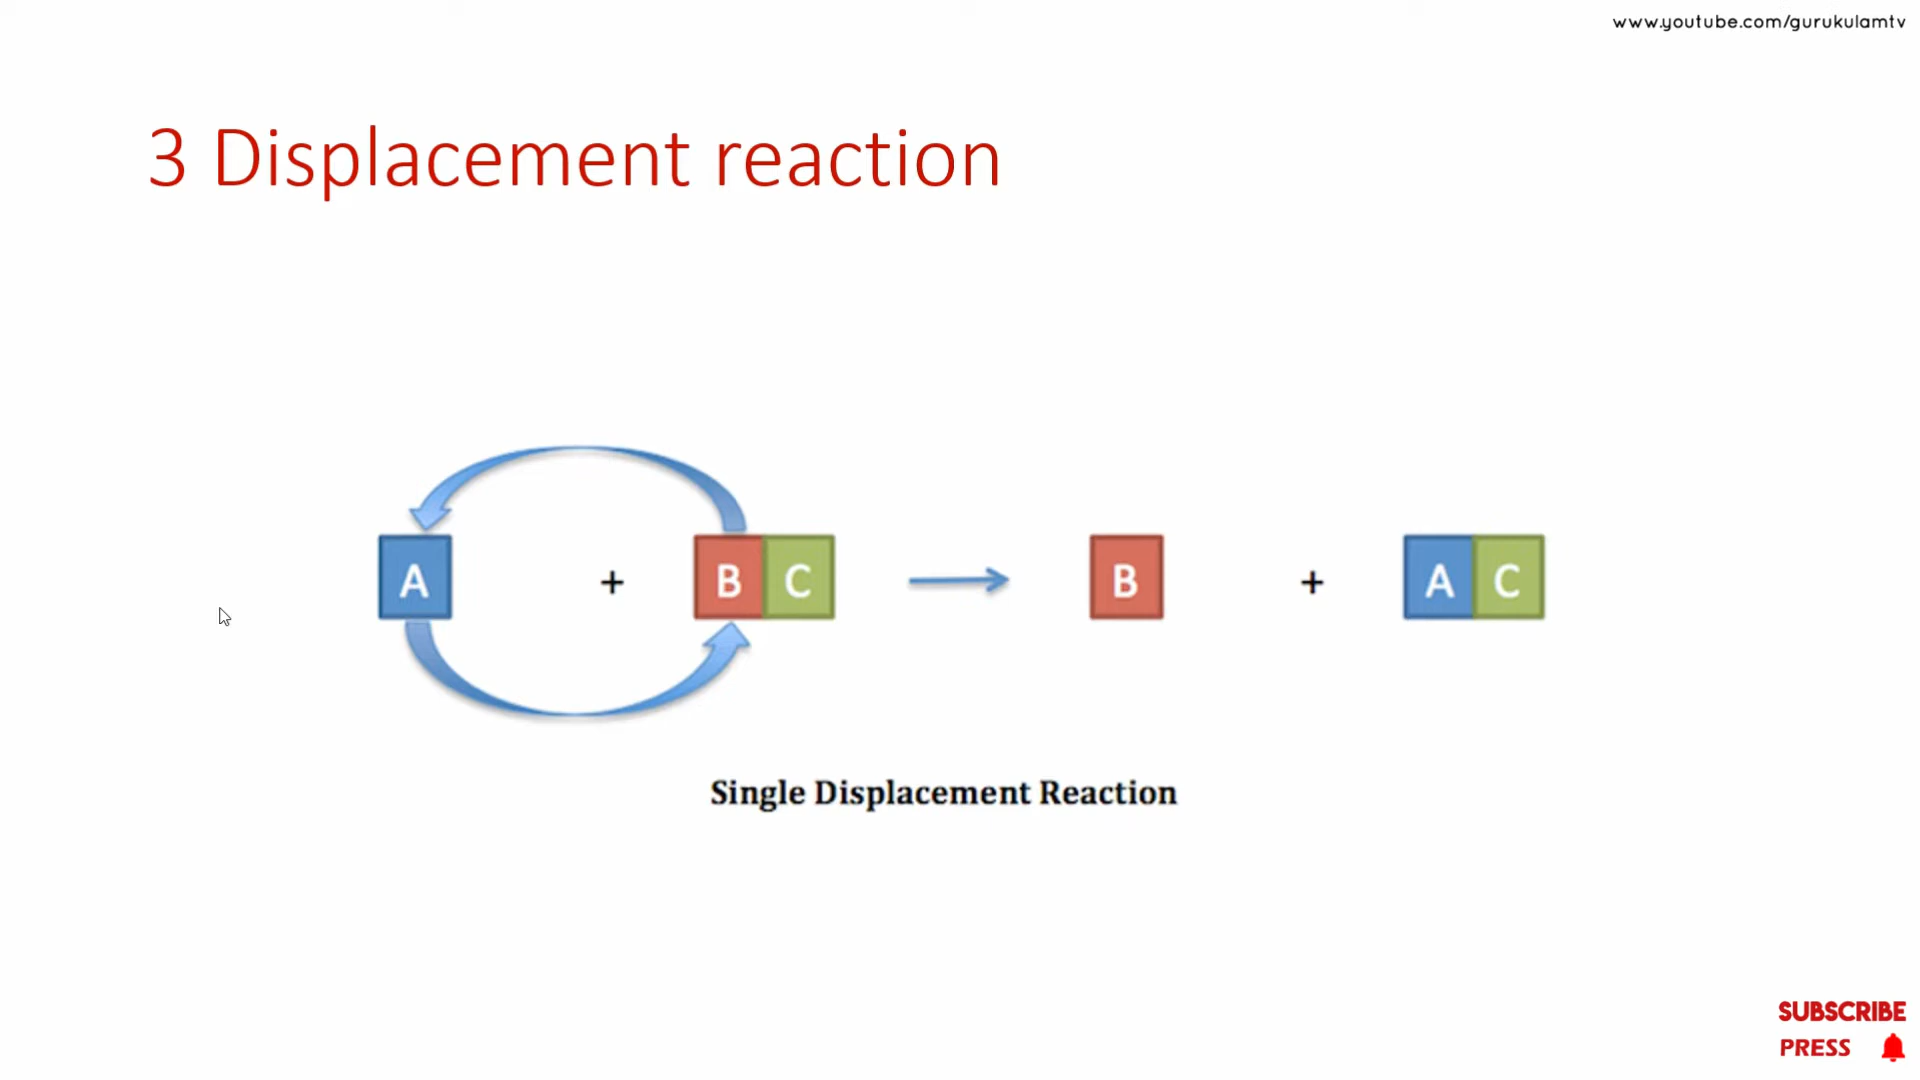 www.youtube.com/gurukulamtv
3 Displacement reaction
A + B C B + A C
Single Displacement Reaction
SUBSCRIBE
PRESS